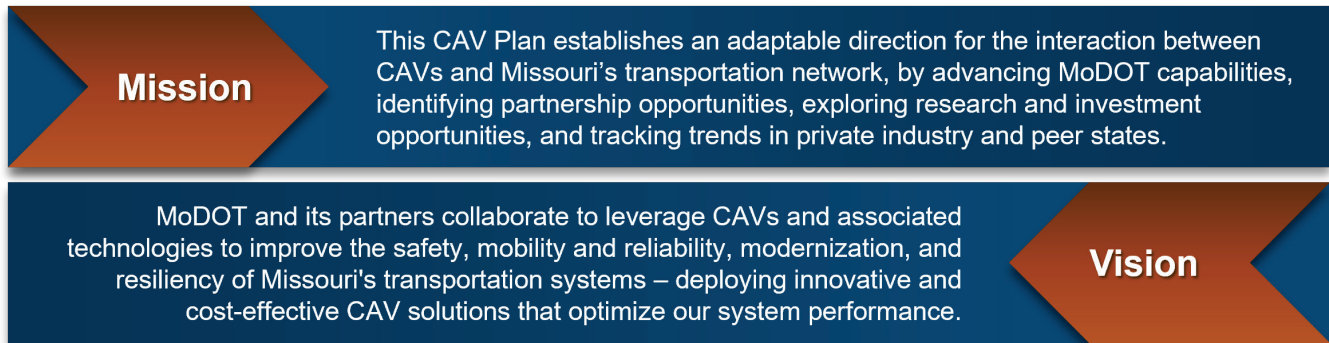 Mission
This CAV Plan establishes an adaptable direction for the interaction between
CAVs and Missouri’s transportation network, by advancing MoDOT capabilities,
identifying partnership opportunities, exploring research and investment
opportunities, and tracking trends in private industry and peer states.
MoDOT and its partners collaborate to leverage CAVs and associated
technologies to improve the safety, mobility and reliability, modernization, and
resiliency of Missouri's transportation systems – deploying innovative and
cost-effective CAV solutions that optimize our system performance.
Vision